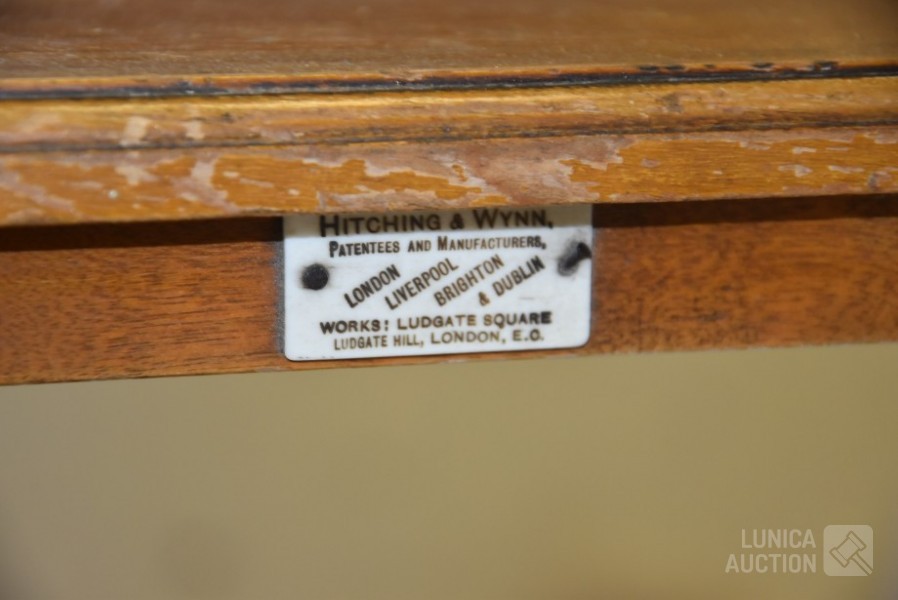 HITCHING & WYNN,
PATENTEES AND MANUFACTURERS,
LONDON
LIVERPOOL
BRIGHTON
& DUBLIN
WORKS: LUDGATE SQUARE
LUDGATE HILL, LONDON, E.C.
LUNICA
AUCTION